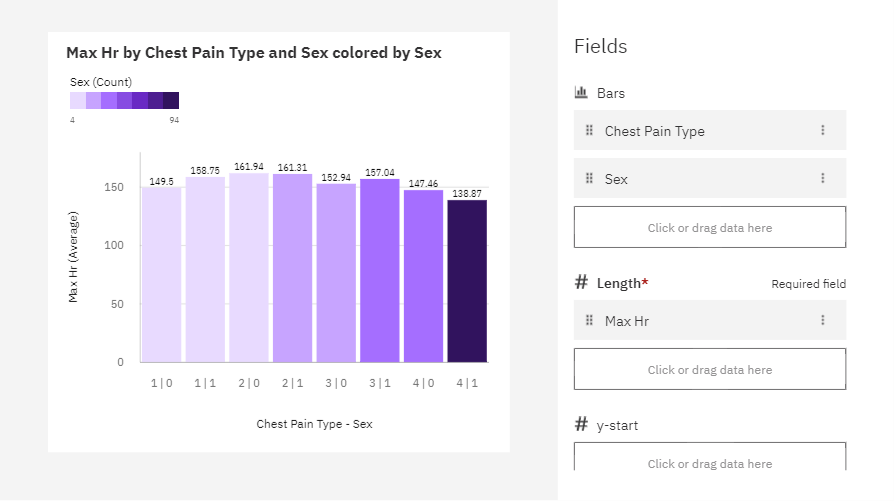 Max Hr by Chest Pain Type and Sex colored by Sex
Sex (Count)
4 94
Max Hr (Average)
150
100
50
0
149.5 158.75 161.94 161.31 152.94 157.04 147.46 138.87
1 | 0 1 | 1 2 | 0 2 | 1 3 | 0 3 | 1 4 | 0 4 | 1
Chest Pain Type - Sex
Fields
Bars
Chest Pain Type
Sex
Click or drag data here
# Length* Required field
Max Hr
Click or drag data here
# y-start
Click or drag data here